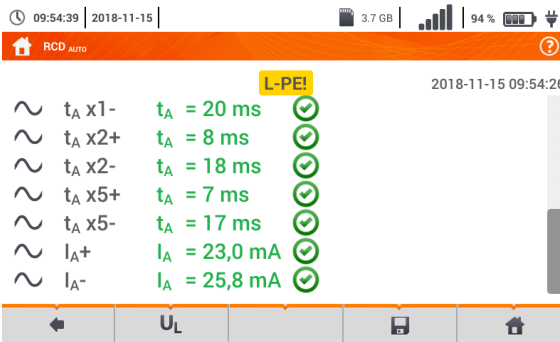 09:54:39 2018-11-15 3.7 GB 94 %
RCD AUTO ?
L-PE! 2018-11-15 09:54:26
tA x1- tA = 20 ms
tA x2+ tA = 8 ms
tA x2- tA = 18 ms
tA x5+ tA = 7 ms
tA x5- tA = 17 ms
IA+ IA = 23,0 mA
IA- IA = 25,8 mA
UL